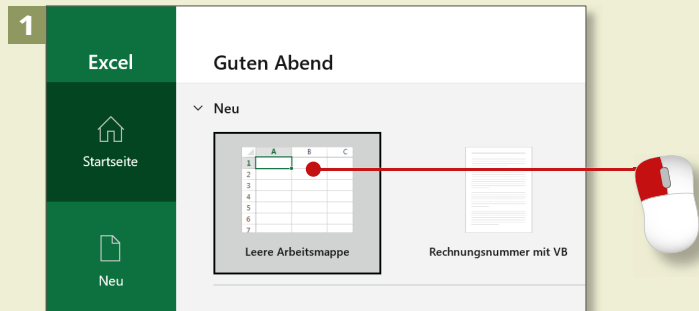 1
Excel
Guten Abend
Neu
Startseite
A B C
1
2
3
4
5
6
7
Leere Arbeitsmappe
Rechnungsnummer mit VB
Neu